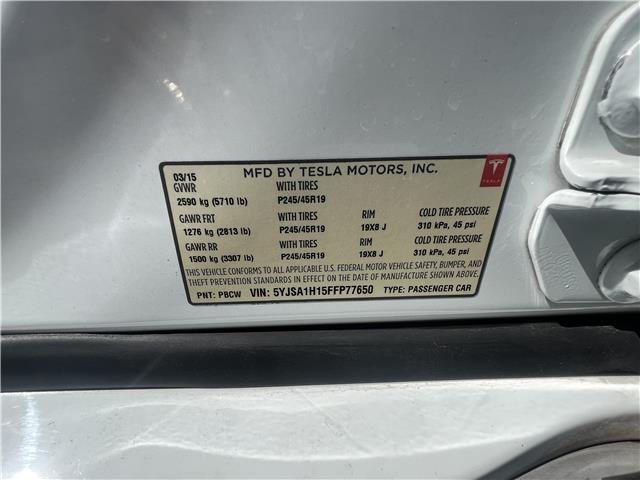 MFD BY TESLA MOTORS, INC.
03/15
GVWR WITH TIRES
2590 kg (5710 lb) P245/45R19
GAWR FRT WITH TIRES RIM COLD TIRE PRESSURE
1276 kg (2813 lb) P245/45R19 19X8 J 310 kPa, 45 psi
GAWR RR WITH TIRES RIM COLD TIRE PRESSURE
1500 kg (3307 lb) P245/45R19 19X8 J 310 kPa, 45 psi
THIS VEHICLE CONFORMS TO ALL APPLICABLE U.S. FEDERAL MOTOR VEHICLE SAFETY, BUMPER, AND
THEFT PREVENTION STANDARDS IN EFFECT ON THE DATE OF MANUFACTURE SHOWN ABOVE.
PNT: PBCW VIN: 5YJSA1H15FFP77650 TYPE: PASSENGER CAR
TESLA